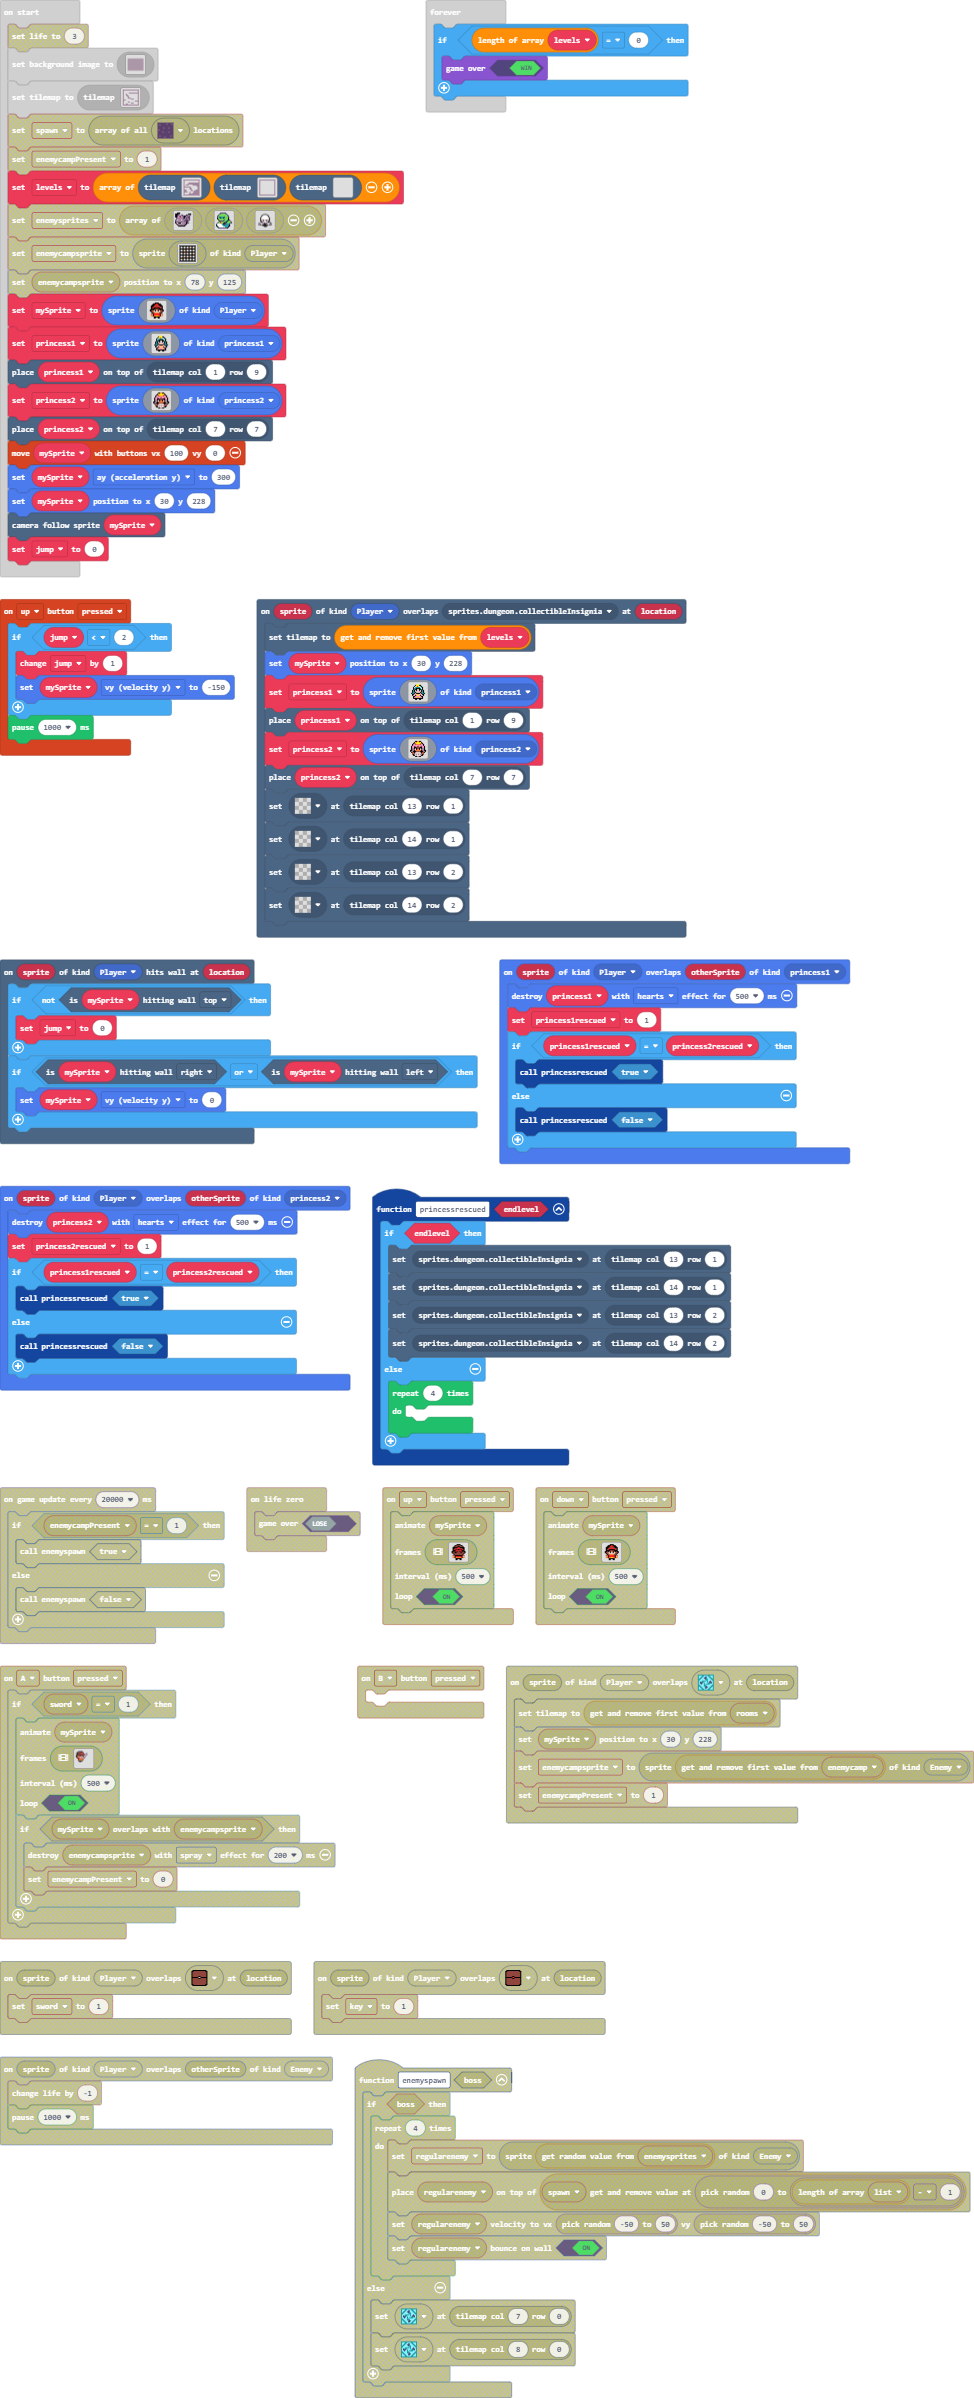 on start
set life to 3
set background image to
set tilemap to tilemap
set spawn to array of all locations
set enemycampPresent to 1
set levels to array of tilemap tilemap tilemap
set enemysprites to array of
set enemycampsprite to sprite of kind Player
set enemycampsprite position to x 78 y 125
set mySprite to sprite of kind Player
set princess1 to sprite of kind princess1
place princess1 on top of tilemap col 1 row 9
set princess2 to sprite of kind princess2
place princess2 on top of tilemap col 7 row 7
move mySprite with buttons vx 100 vy 0
set mySprite ay (acceleration y) to 300
set mySprite position to x 30 y 228
camera follow sprite mySprite
set jump to 0
forever
if length of array levels = 0 then
game over WIN
on up button pressed
if jump < 2 then
change jump by 1
set mySprite vy (velocity y) to -150
pause 1000 ms
on sprite of kind Player overlaps sprites.dungeon.collectibleInsignia at location
set tilemap to get and remove first value from levels
set mySprite position to x 30 y 228
set princess1 to sprite of kind princess1
place princess1 on top of tilemap col 1 row 9
set princess2 to sprite of kind princess2
place princess2 on top of tilemap col 7 row 7
set at tilemap col 13 row 1
set at tilemap col 14 row 1
set at tilemap col 13 row 2
set at tilemap col 14 row 2
on sprite of kind Player hits wall at location
if not is mySprite hitting wall top then
set jump to 0
if is mySprite hitting wall right or is mySprite hitting wall left then
set mySprite vy (velocity y) to 0
on sprite of kind Player overlaps otherSprite of kind princess1
destroy princess1 with hearts effect for 500 ms
set princess1rescued to 1
if princess1rescued = princess2rescued then
call princessrescued true
else
call princessrescued false
on sprite of kind Player overlaps otherSprite of kind princess2
destroy princess2 with hearts effect for 500 ms
set princess2rescued to 1
if princess1rescued = princess2rescued then
call princessrescued true
else
call princessrescued false
function princessrescued endlevel
if endlevel then
set sprites.dungeon.collectibleInsignia at tilemap col 13 row 1
set sprites.dungeon.collectibleInsignia at tilemap col 14 row 1
set sprites.dungeon.collectibleInsignia at tilemap col 13 row 2
set sprites.dungeon.collectibleInsignia at tilemap col 14 row 2
else
repeat 4 times
do
on game update every 20000 ms
if enemycampPresent = 1 then
call enemyspawn true
else
call enemyspawn false
on life zero
game over LOSE
on up button pressed
animate mySprite
frames
interval (ms) 500
loop ON
on down button pressed
animate mySprite
frames
interval (ms) 500
loop ON
on A button pressed
if sword = 1 then
animate mySprite
frames
interval (ms) 500
loop ON
if mySprite overlaps with enemycampsprite then
destroy enemycampsprite with spray effect for 200 ms
set enemycampPresent to 0
on B button pressed
on sprite of kind Player overlaps at location
set tilemap to get and remove first value from rooms
set mySprite position to x 30 y 228
set enemycampsprite to sprite get and remove first value from enemycamp of kind Enemy
set enemycampPresent to 1
on sprite of kind Player overlaps at location
set sword to 1
on sprite of kind Player overlaps at location
set key to 1
on sprite of kind Player overlaps otherSprite of kind Enemy
change life by -1
pause 1000 ms
function enemyspawn boss
if boss then
repeat 4 times
do
set regularenemy to sprite get random value from enemysprites of kind Enemy
place regularenemy on top of spawn get and remove value at pick random 0 to length of array list - 1
set regularenemy velocity to vx pick random -50 to 50 vy pick random -50 to 50
set regularenemy bounce on wall ON
else
set at tilemap col 7 row 0
set at tilemap col 8 row 0